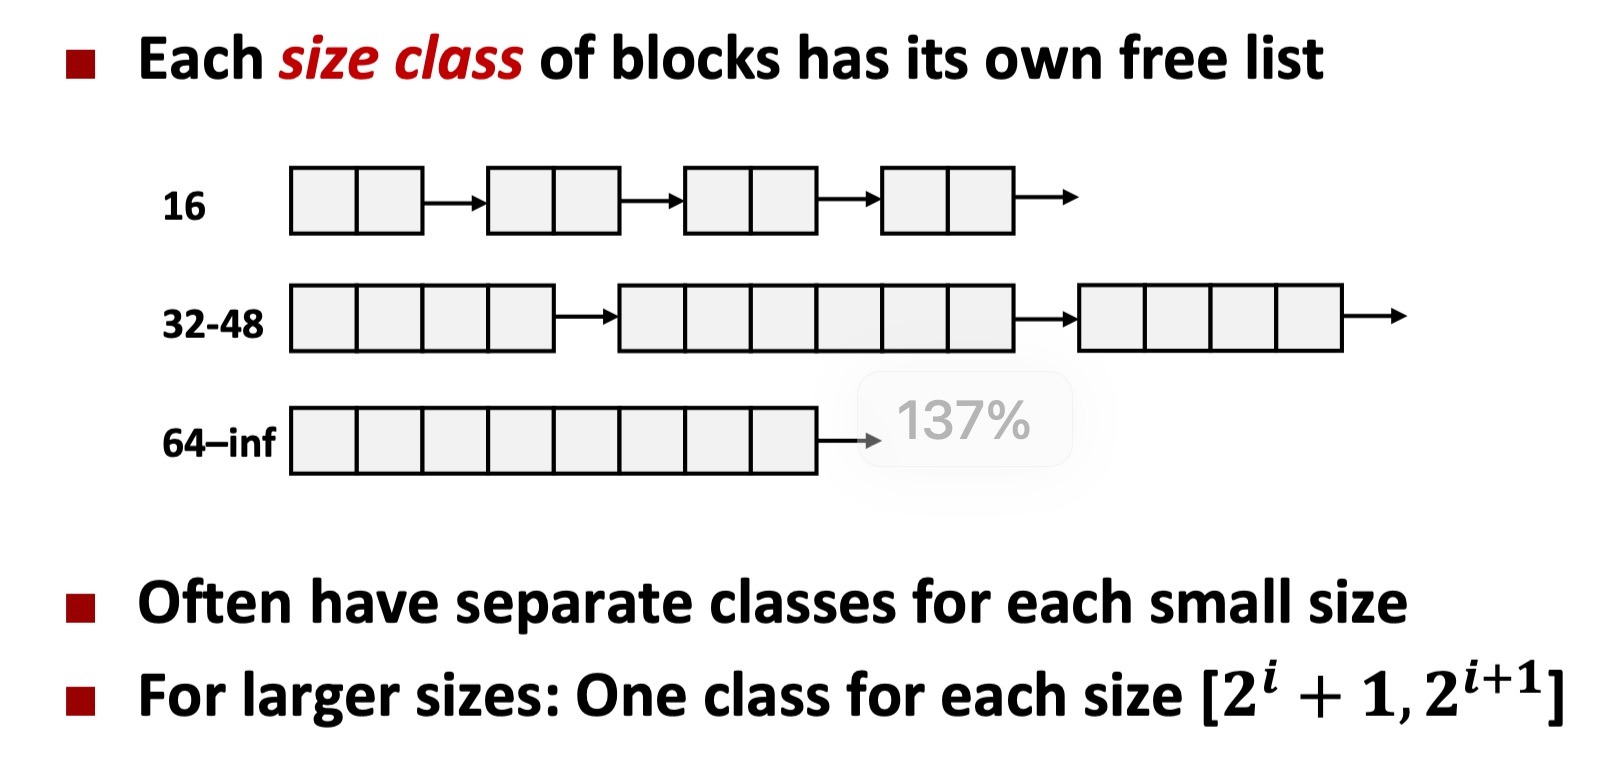 Each size class of blocks has its own free list
16
32-48
64–inf
137%
Often have separate classes for each small size
For larger sizes: One class for each size [2^i + 1, 2^{i+1}]